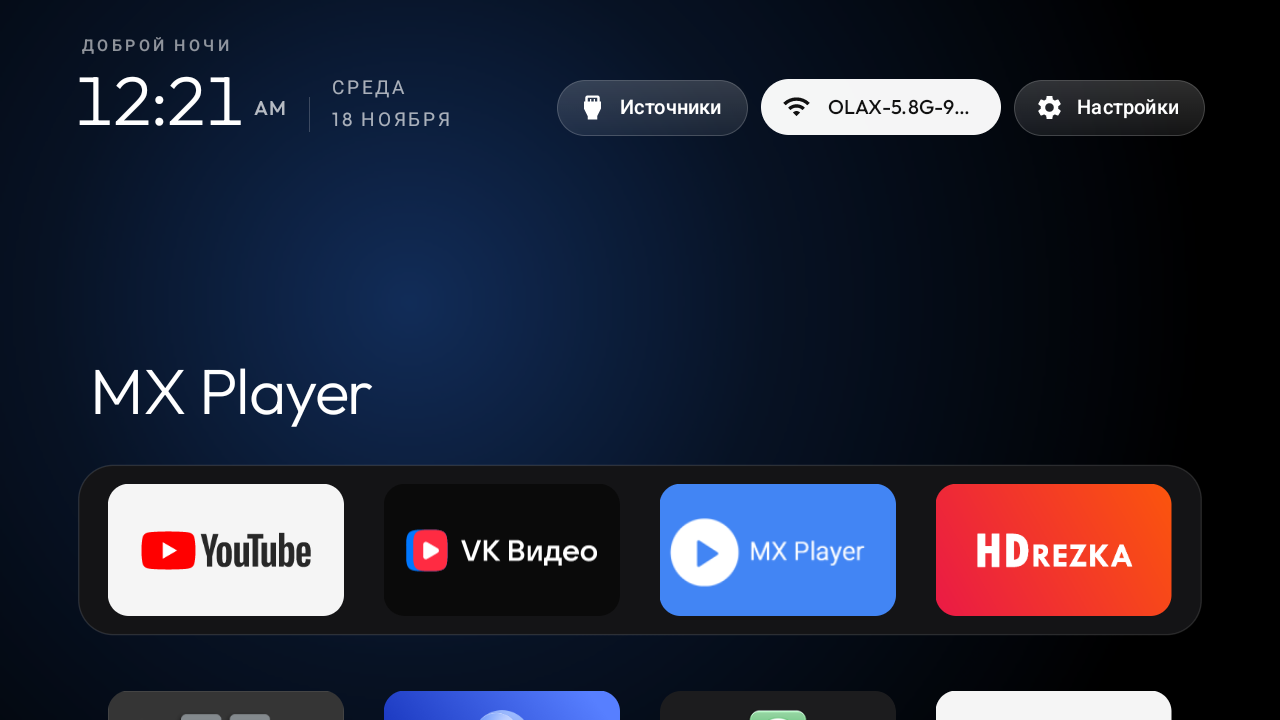 ДОБРОЙ НОЧИ
12:21 AM
СРЕДА
18 НОЯБРЯ
Источники
OLAX-5.8G-9...
Настройки
MX Player
YouTube
VK Видео
MX Player
HDREZKA